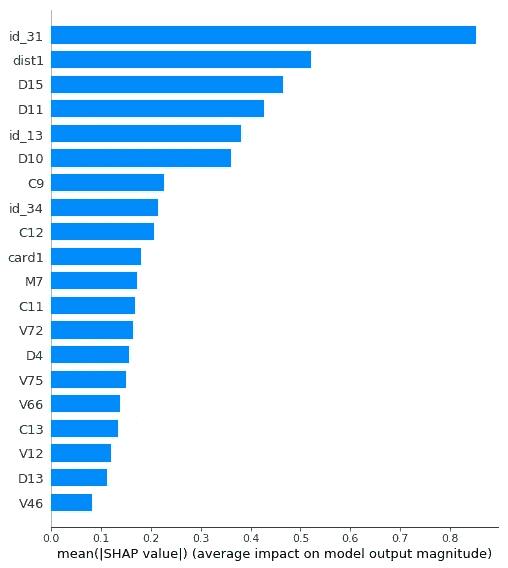 id_31
dist1
D15
D11
id_13
D10
C9
id_34
C12
card1
M7
C11
V72
D4
V75
V66
C13
V12
D13
V46
0.0 0.1 0.2 0.3 0.4 0.5 0.6 0.7 0.8
mean(|SHAP value|) (average impact on model output magnitude)